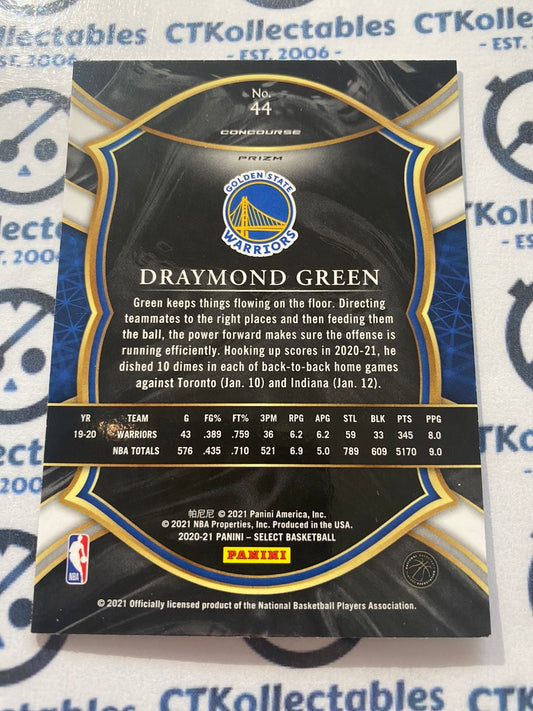 ollectables CTKollectables CTKo
. 2006 - - EST. 2006 - - EST
No.
44
CONCOURSE
PRIZM
GOLDEN STATE
WARRIORS
DRAYMOND GREEN
Green keeps things flowing on the floor. Directing
teammates to the right places and then feeding them
the ball, the power forward makes sure the offense is
running efficiently. Hooking up scores in 2020-21, he
dished 10 dimes in each of back-to-back home games
against Toronto (Jan. 10) and Indiana (Jan. 12).
YR TEAM G FG% FT% 3PM RPG APG STL BLK PTS PPG
19-20 WARRIORS 43 .389 .759 36 6.2 6.2 59 33 345 8.0
NBA TOTALS 576 .435 .710 521 6.9 5.0 789 609 5170 9.0
帕尼尼 © 2021 Panini America, Inc.
© 2021 NBA Properties, Inc. Produced in the USA.
2020-21 PANINI – SELECT BASKETBALL
PANINI
NBA
© 2021 Officially licensed product of the National Basketball Players Association.
CTKollectables CTKollectables